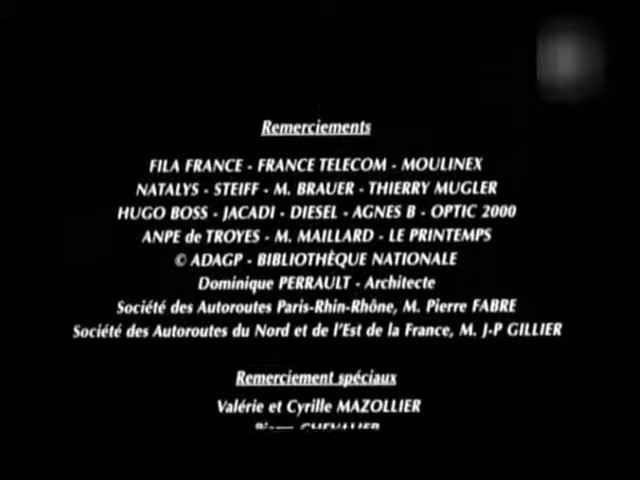 Remerciements
FILA FRANCE - FRANCE TELECOM - MOULINEX
NATALYS - STEIFF - M. BRAUER - THIERRY MUGLER
HUGO BOSS - JACADI - DIESEL - AGNES B - OPTIC 2000
ANPE de TROYES - M. MAILLARD - LE PRINTEMPS
© ADAGP - BIBLIOTHÈQUE NATIONALE
Dominique PERRAULT - Architecte
Société des Autoroutes Paris-Rhin-Rhône, M. Pierre FABRE
Société des Autoroutes du Nord et de l'Est de la France, M. J-P GILLIER
Remerciement spéciaux
Valérie et Cyrille MAZOLLIER
CHEVALIER